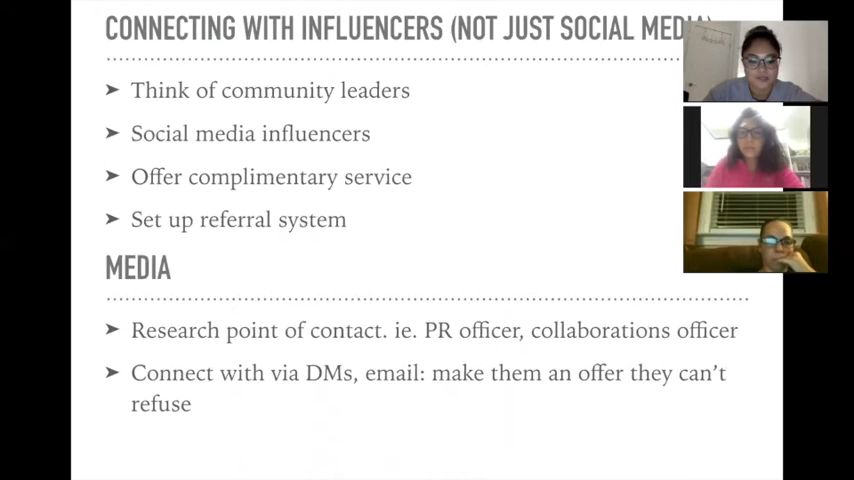 CONNECTING WITH INFLUENCERS (NOT JUST SOCIAL MEDIA)
➤ Think of community leaders
➤ Social media influencers
➤ Offer complimentary service
➤ Set up referral system
MEDIA
➤ Research point of contact. ie. PR officer, collaborations officer
➤ Connect with via DMs, email: make them an offer they can't
refuse